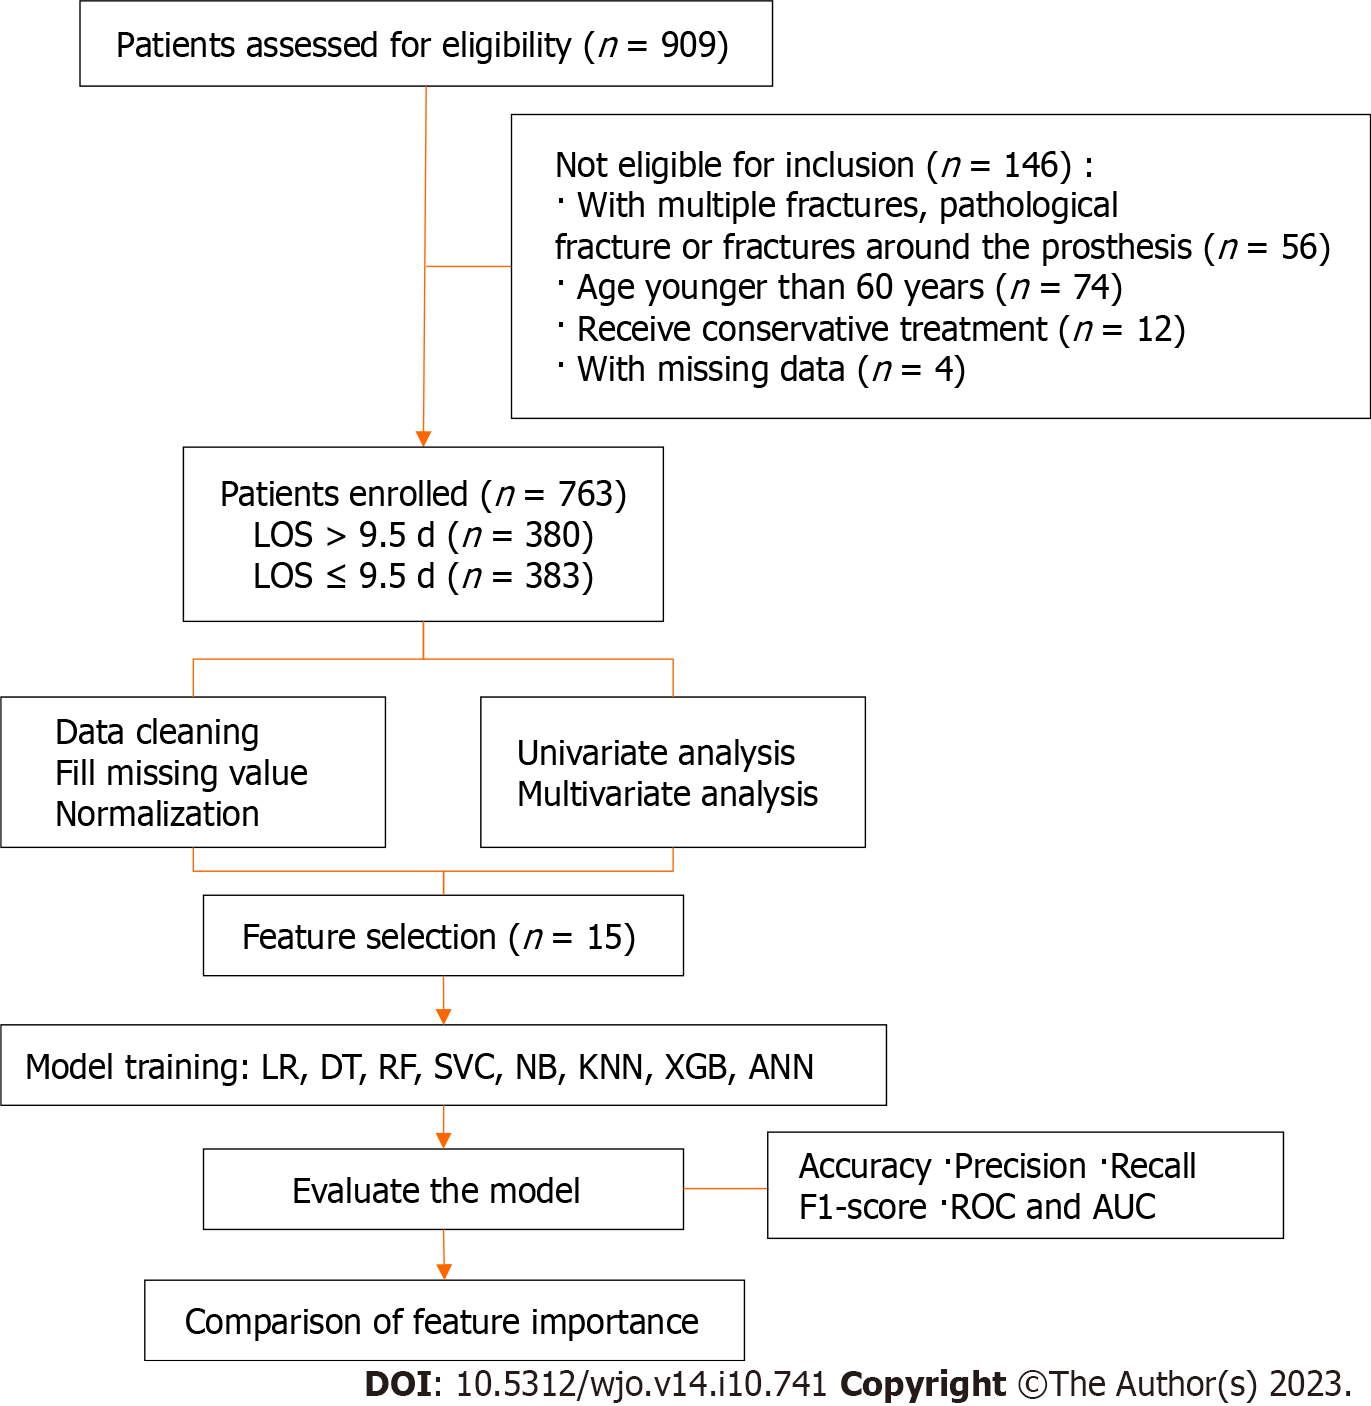 Patients assessed for eligibility (n = 909)
Not eligible for inclusion (n = 146) :
· With multiple fractures, pathological
fracture or fractures around the prosthesis (n = 56)
· Age younger than 60 years (n = 74)
· Receive conservative treatment (n = 12)
· With missing data (n = 4)
Patients enrolled (n = 763)
LOS > 9.5 d (n = 380)
LOS ≤ 9.5 d (n = 383)
Data cleaning
Fill missing value
Normalization
Univariate analysis
Multivariate analysis
Feature selection (n = 15)
Model training: LR, DT, RF, SVC, NB, KNN, XGB, ANN
Evaluate the model
Accuracy ·Precision ·Recall
F1-score ·ROC and AUC
Comparison of feature importance
DOI: 10.5312/wjo.v14.i10.741 Copyright ©The Author(s) 2023.